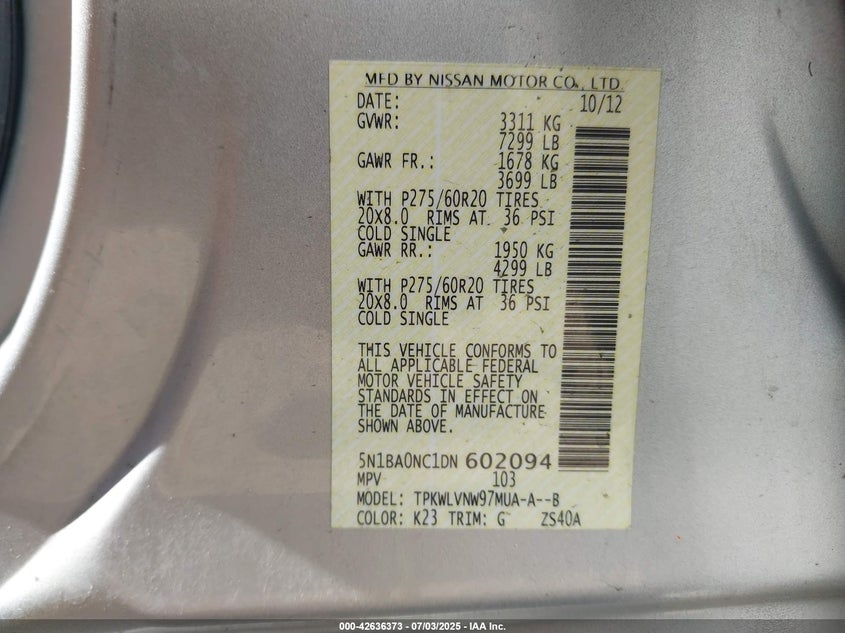 MFD BY NISSAN MOTOR CO., LTD.
DATE: 10/12
GVWR: 3311 KG
7299 LB
GAWR FR.: 1678 KG
3699 LB
WITH P275/60R20 TIRES
20X8.0 RIMS AT 36 PSI
COLD SINGLE
GAWR RR.: 1950 KG
4299 LB
WITH P275/60R20 TIRES
20X8.0 RIMS AT 36 PSI
COLD SINGLE
THIS VEHICLE CONFORMS TO
ALL APPLICABLE FEDERAL
MOTOR VEHICLE SAFETY
STANDARDS IN EFFECT ON
THE DATE OF MANUFACTURE
SHOWN ABOVE.
5N1BA0NC1DN 602094
MPV 103
MODEL: TPKWLVNW97MUA-A--B
COLOR: K23 TRIM: G ZS40A
000-42636373 - 07/03/2025 - IAA Inc.